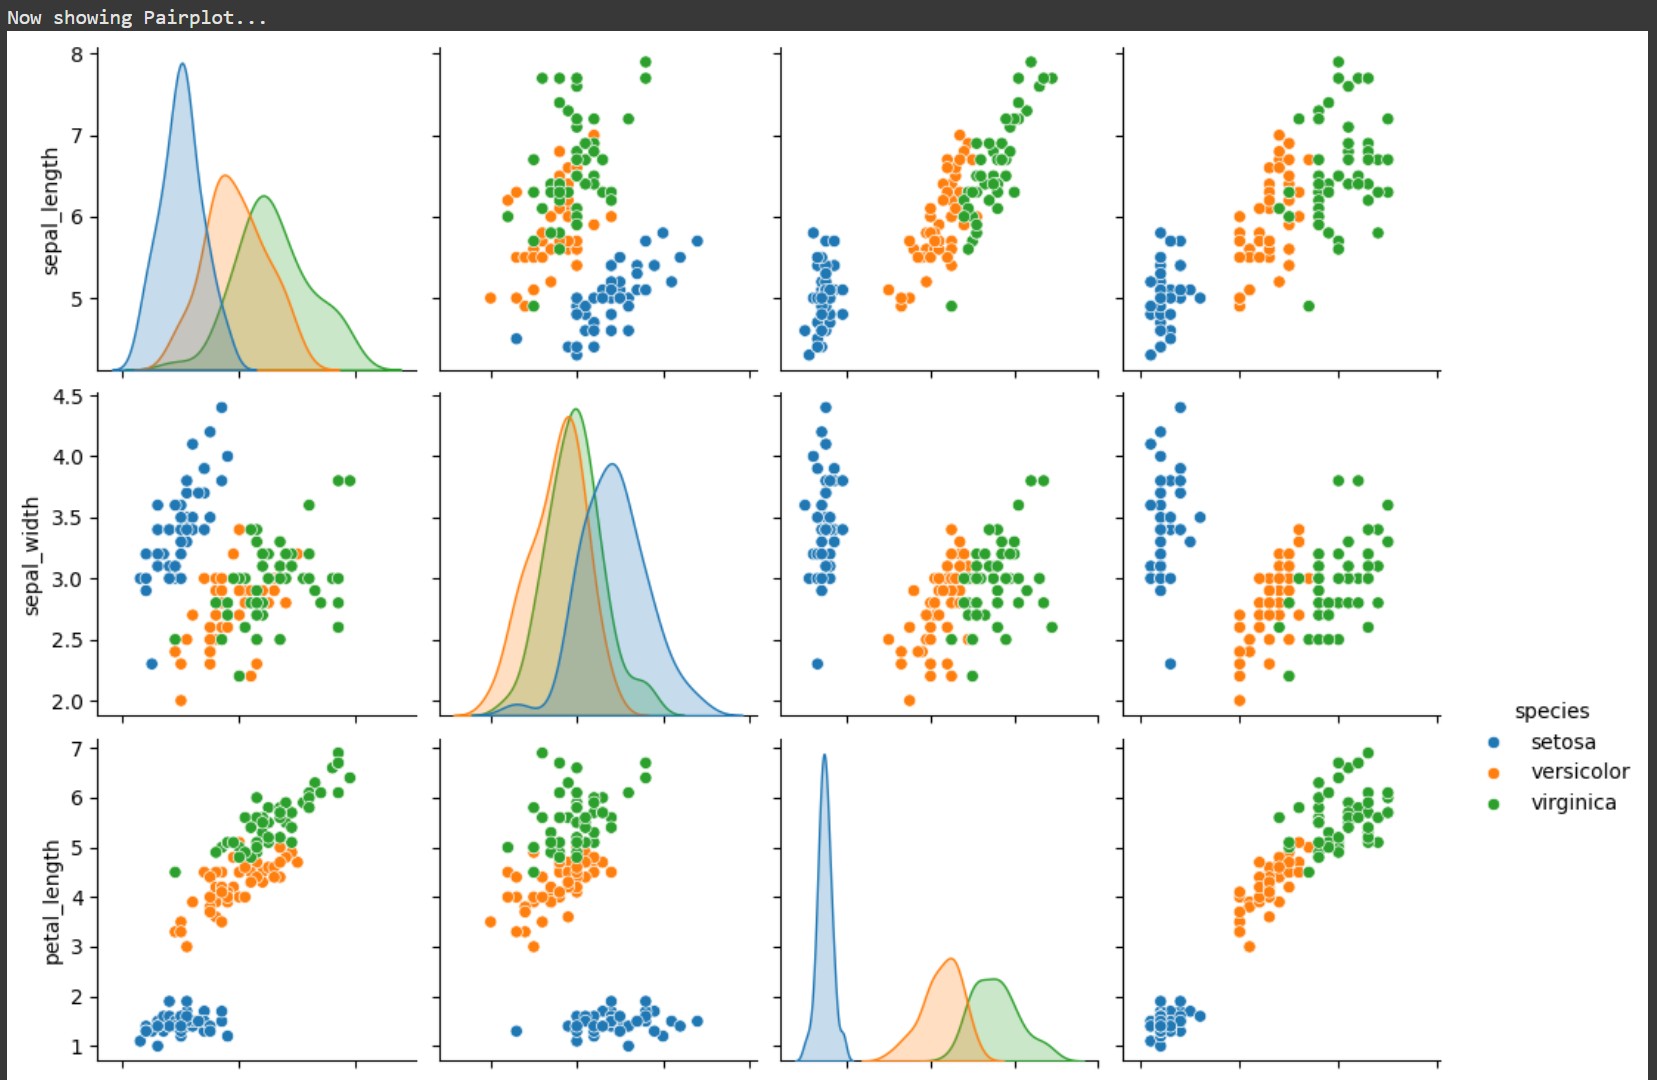 Now showing Pairplot...
8
7
6
5
sepal_length
4.5
4.0
3.5
3.0
2.5
2.0
sepal_width
7
6
5
4
3
2
1
petal_length
species
setosa
versicolor
virginica